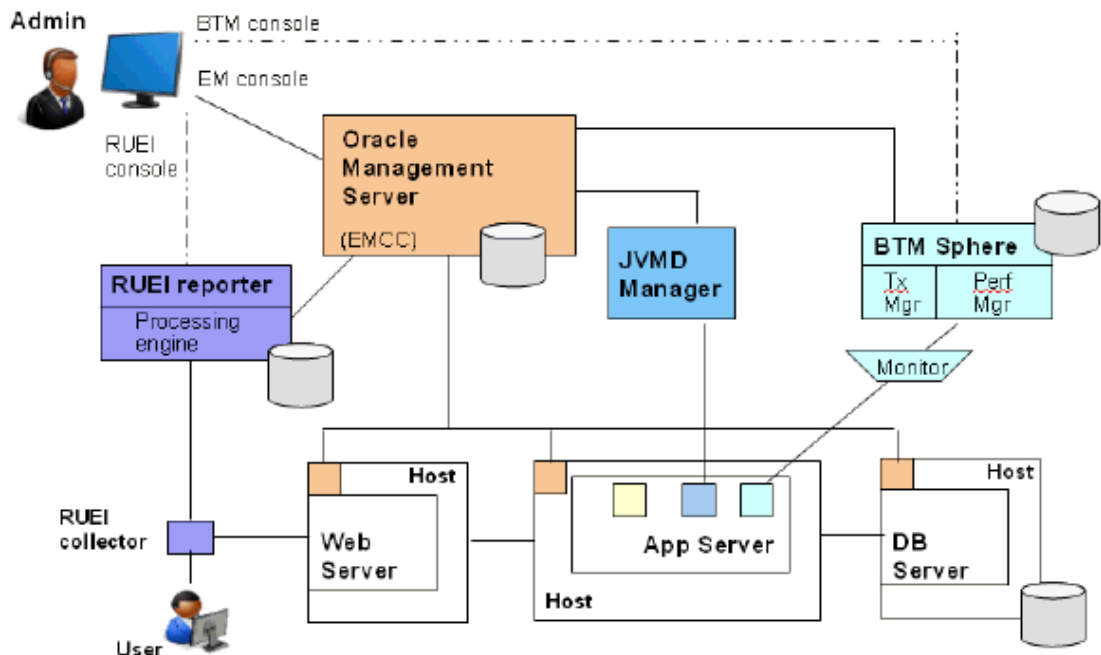 Admin
BTM console
EM console
RUEI
console
Oracle
Management
Server
(EMCC)
JVMD
Manager
BTM Sphere
Tx
Mgr
Perf
Mgr
RUEI reporter
Processing
engine
Monitor
Host
Web
Server
App Server
Host
Host
DB
Server
RUEI
collector
User